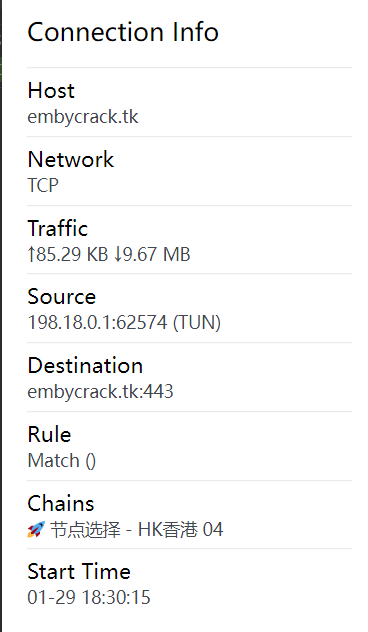 Connection Info
Host
embycrack.tk
Network
TCP
Traffic
↑85.29 KB ↓9.67 MB
Source
198.18.0.1:62574 (TUN)
Destination
embycrack.tk:443
Rule
Match ()
Chains
🚀 节点选择 - HK香港 04
Start Time
01-29 18:30:15